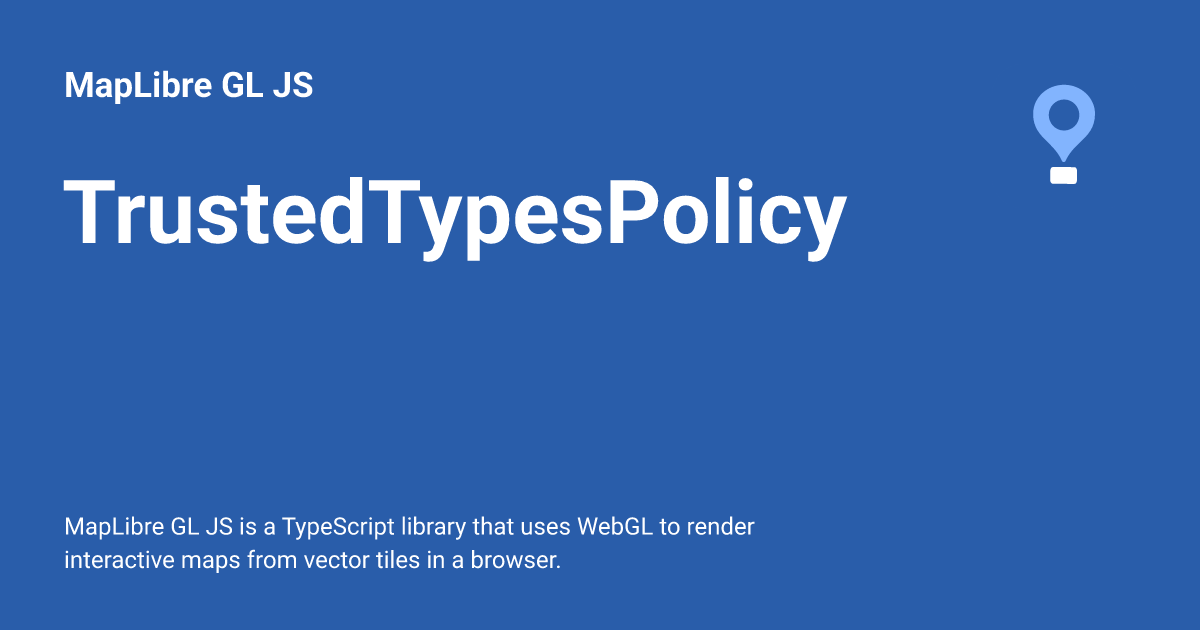 MapLibre GL JS
TrustedTypesPolicy
MapLibre GL JS is a TypeScript library that uses WebGL to render
interactive maps from vector tiles in a browser.